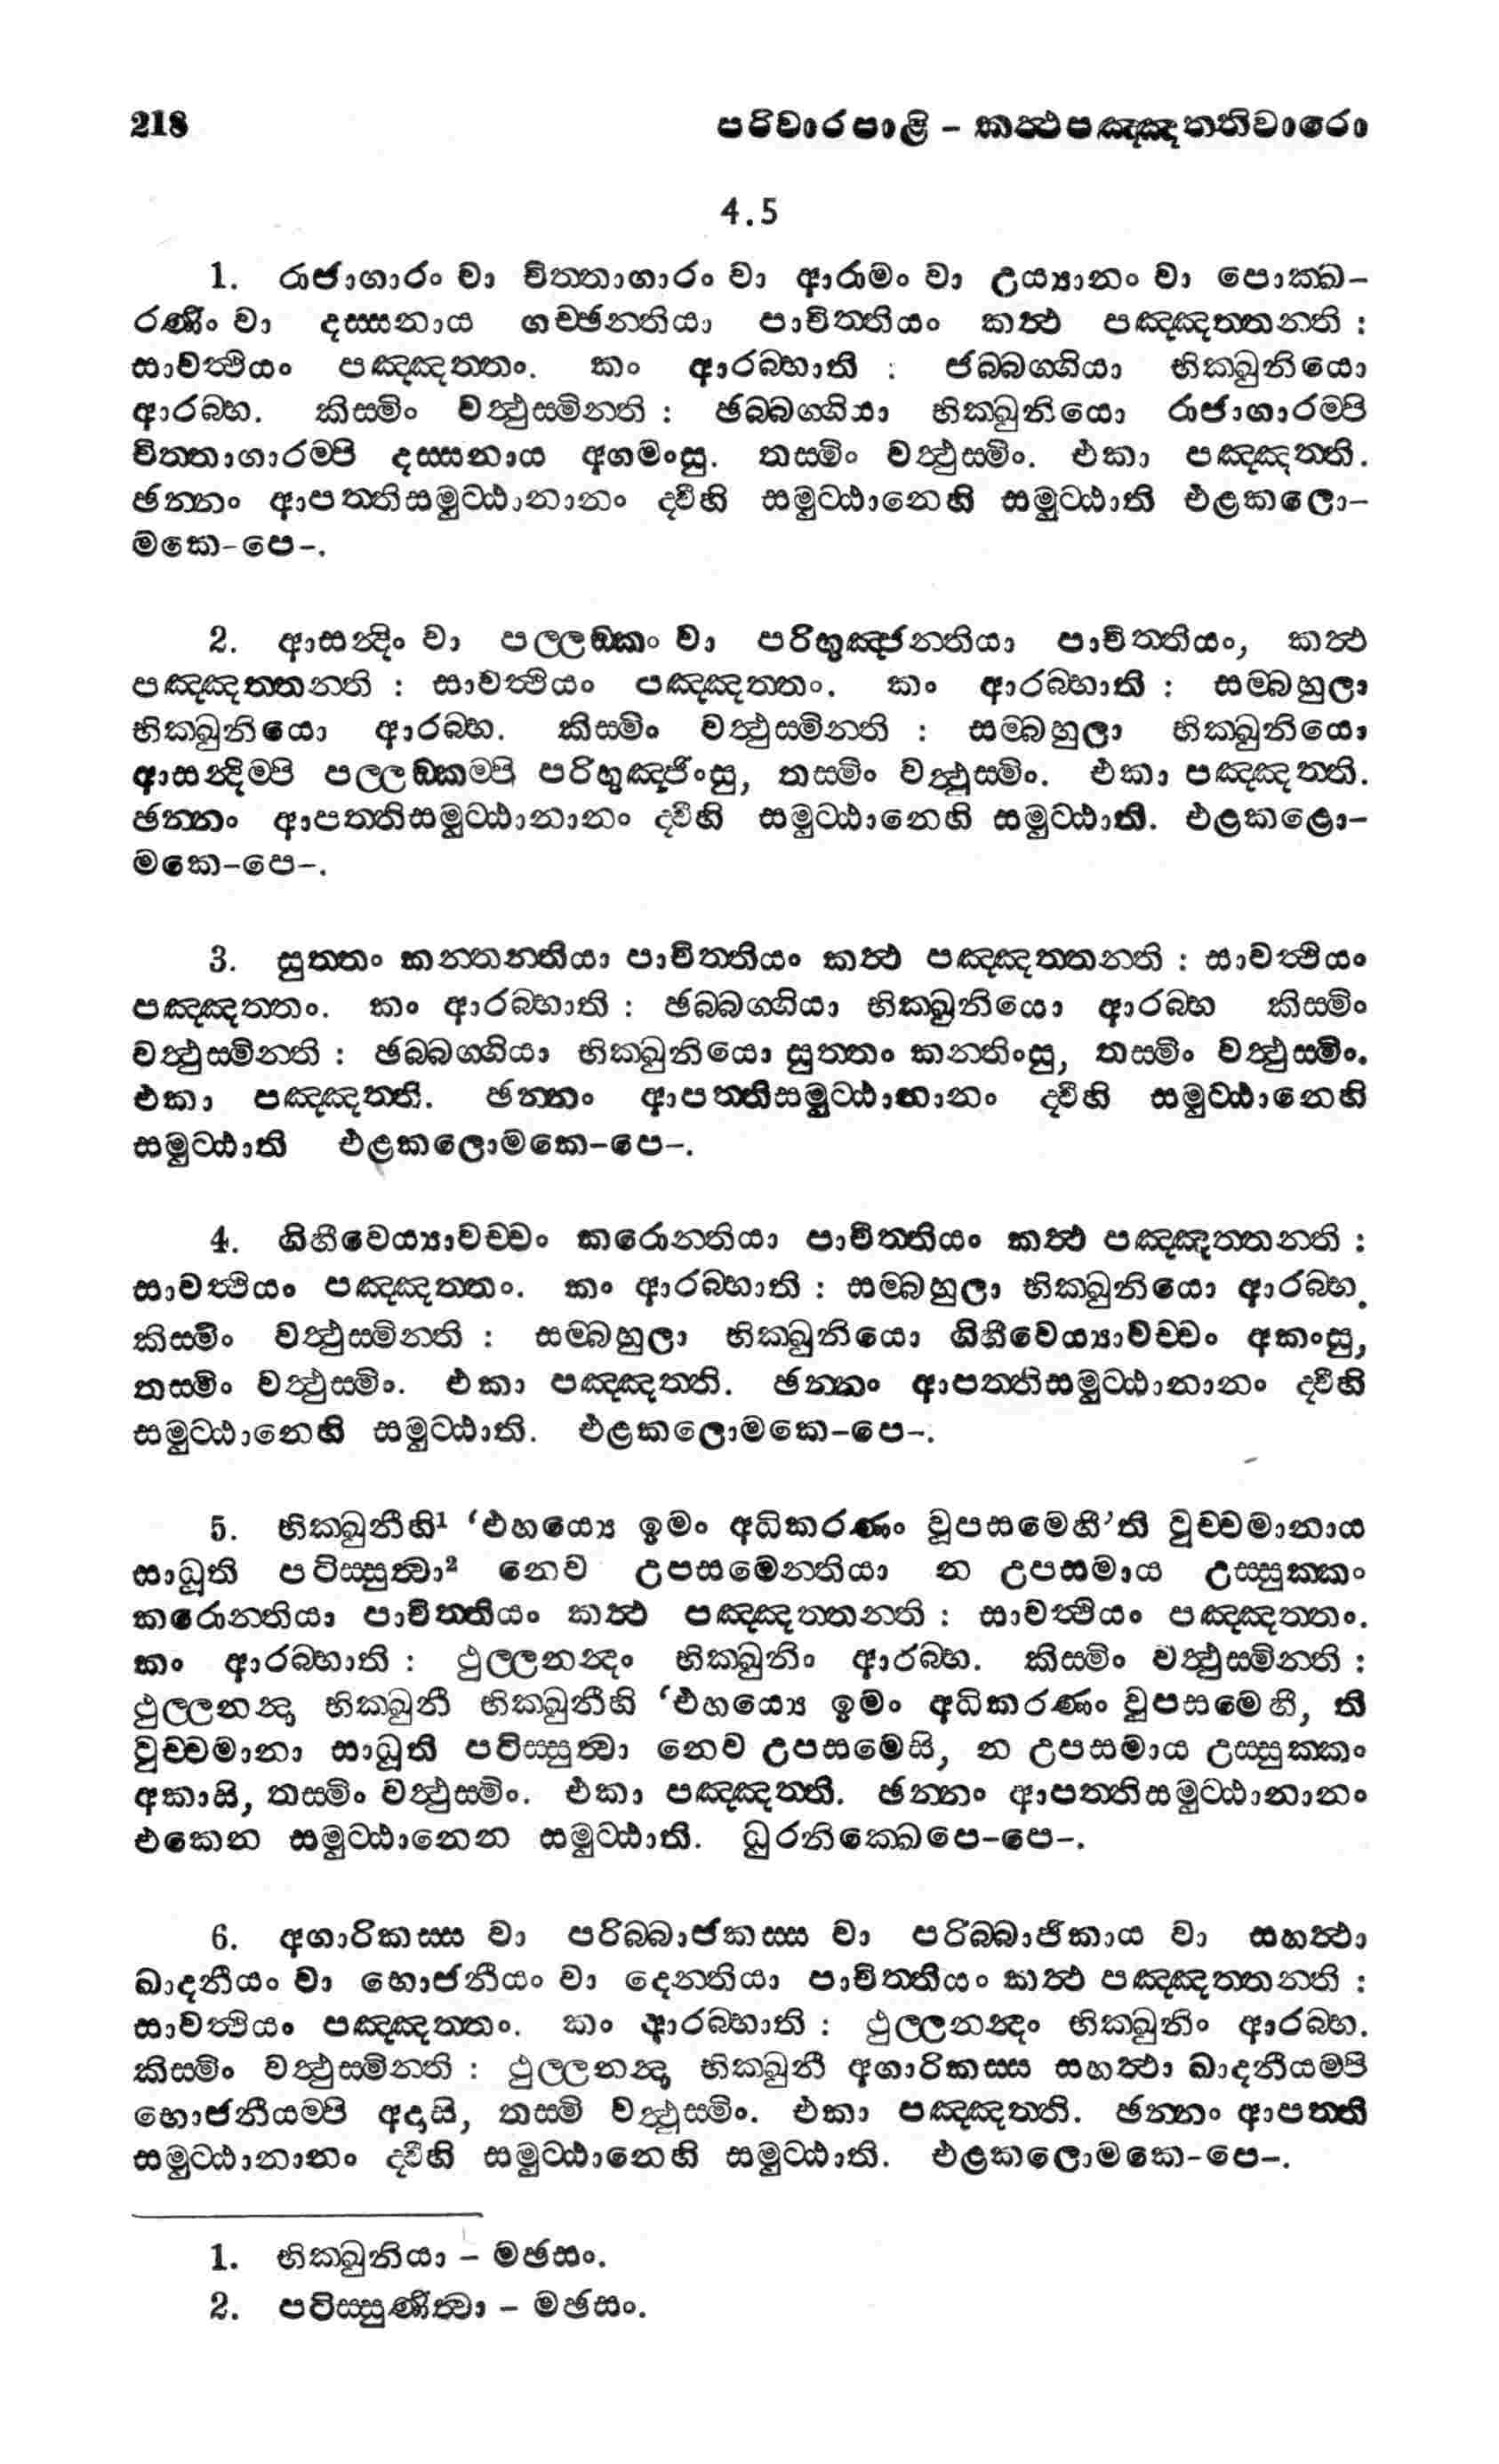 218 පරිවාරපාළි – කත්‍ථපඤ්ඤත්තිවාරො
4.5
1. රාජාගාරං වා චිත්තාගාරං වා ආරාමං වා උය්‍යානං වා පොක්ඛ-
රණිං වා දස්සනාය ගච්ඡන්තියා පාචිත්තියං කත්‍ථ පඤ්ඤත්තන්ති :
සාවත්‍ථියං පඤ්ඤත්තං. කං ආරබ්භාති : ජබ්බග්ගියා භික්ඛුනියො
ආරබ්භ. කිස්මිං වත්‍ථුස්මින්ති : ඡබ්බග්ගියා භික්ඛුනියො රාජාගාරම්පි
චිත්තාගාරම්පි දස්සනාය අගමංසු. තස්මිං වත්‍ථුස්මිං. එකා පඤ්ඤත්ති.
ඡන්නං ආපත්තිසමුට්ඨානානං ද්වීහි සමුට්ඨානෙහි සමුට්ඨාති එළකලො-
මකෙ-පෙ-.
2. ආසන්‍දිං වා පල්ලඞ්කං වා පරිභුඤ්ජන්තියා පාචිත්තියං, කත්‍ථ
පඤ්ඤත්තන්ති : සාවත්‍ථියං පඤ්ඤත්තං. කං ආරබ්භාති : සම්බහුලා
භික්ඛුනියො ආරබ්භ. කිස්මිං වත්‍ථුස්මින්ති : සම්බහුලා භික්ඛුනියො
ආසන්‍දිම්පි පල්ලඞ්කම්පි පරිභුඤ්ජිංසු, තස්මිං වත්‍ථුස්මිං. එකා පඤ්ඤත්ති.
ඡන්නං ආපත්තිසමුට්ඨානානං ද්වීහි සමුට්ඨානෙහි සමුට්ඨාති. එළකළො-
මකෙ-පෙ-.
3. සුත්තං කන්තන්තියා පාචිත්තියං කත්‍ථ පඤ්ඤත්තන්ති : සාවත්‍ථියං
පඤ්ඤත්තං. කං ආරබ්භාති : ඡබ්බග්ගියා භික්ඛුනියො ආරබ්භ කිස්මිං
වත්‍ථුස්මින්ති : ඡබ්බග්ගියා භික්ඛුනියො සුත්තං කන්තිංසු, තස්මිං වත්‍ථුස්මිං.
එකා පඤ්ඤත්ති. ඡන්නං ආපත්තිසමුට්ඨානානං ද්වීහි සමුට්ඨානෙහි
සමුට්ඨාති එළකලොමකෙ-පෙ-.
4. ගිහීවෙය්‍යාවච්චං කරොන්තියා පාචිත්තියං කත්‍ථ පඤ්ඤත්තන්ති :
සාවත්‍ථියං පඤ්ඤත්තං. කං ආරබ්භාති : සම්බහුලා භික්ඛුනියො ආරබ්භ.
කිස්මිං වත්‍ථුස්මින්ති : සම්බහුලා භික්ඛුනියො ගිහීවෙය්‍යාවච්චං අකංසු,
තස්මිං වත්‍ථුස්මිං. එකා පඤ්ඤත්ති. ඡන්නං ආපත්තිසමුට්ඨානානං ද්වීහි
සමුට්ඨානෙහි සමුට්ඨාති. එළකලොමකෙ-පෙ-.
5. භික්ඛුනීහි¹ ‘එහය්‍යෙ ඉමං අධිකරණං වූපසමෙහී’ති වුච්චමානාය
සාධූති පටිස්සුත්‍වා² නෙව උපසමෙන්තියා න උපසමාය උස්සුක්කං
කරොන්තියා පාචිත්තියං කත්‍ථ පඤ්ඤත්තන්ති : සාවත්‍ථියං පඤ්ඤත්තං.
කං ආරබ්භාති : ථුල්ලනන්‍දං භික්ඛුනිං ආරබ්භ. කිස්මිං වත්‍ථුස්මින්ති :
ථුල්ලනන්‍දා භික්ඛුනී භික්ඛුනීහි ‘එහය්‍යෙ ඉමං අධිකරණං වූපසමෙහී, ති
වුච්චමානා සාධූති පටිස්සුත්‍වා නෙව උපසමෙසි, න උපසමාය උස්සුක්කං
අකාසි, තස්මිං වත්‍ථුස්මිං. එකා පඤ්ඤත්ති. ඡන්නං ආපත්තිසමුට්ඨානානං
එකෙන සමුට්ඨානෙන සමුට්ඨාති. ධුරනික්ඛෙපෙ-පෙ-.
6. අගාරිකස්ස වා පරිබ්බාජකස්ස වා පරිබ්බාජිකාය වා සහත්‍ථා
ඛාදනීයං වා භොජනීයං වා දෙන්තියා පාචිත්තියං කත්‍ථ පඤ්ඤත්තන්ති :
සාවත්‍ථියං පඤ්ඤත්තං. කං ආරබ්භාති : ථුල්ලනන්‍දං භික්ඛුනිං ආරබ්භ.
කිස්මිං වත්‍ථුස්මින්ති : ථුල්ලනන්‍දා භික්ඛුනී අගාරිකස්ස සහත්‍ථා ඛාදනීයම්පි
භොජනීයම්පි අදාසි, තස්මි වත්‍ථුස්මිං. එකා පඤ්ඤත්ති. ඡන්නං ආපත්ති
සමුට්ඨානානං ද්වීහි සමුට්ඨානෙහි සමුට්ඨාති. එළකලොමකෙ-පෙ-.
1. භික්ඛුනියා – මඡසං.
2. පටිස්සුණිත්‍වා – මඡසං.